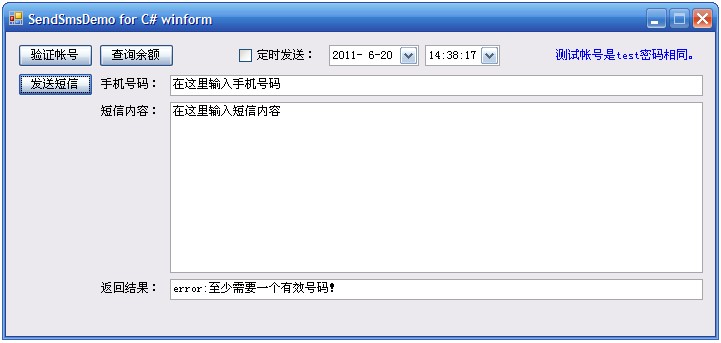 SendSmsDemo for C# winform
验证帐号 查询余额 定时发送： 2011- 6-20 14:38:17 测试帐号是test密码相同。
发送短信 手机号码： 在这里输入手机号码
短信内容： 在这里输入短信内容
返回结果： error:至少需要一个有效号码!